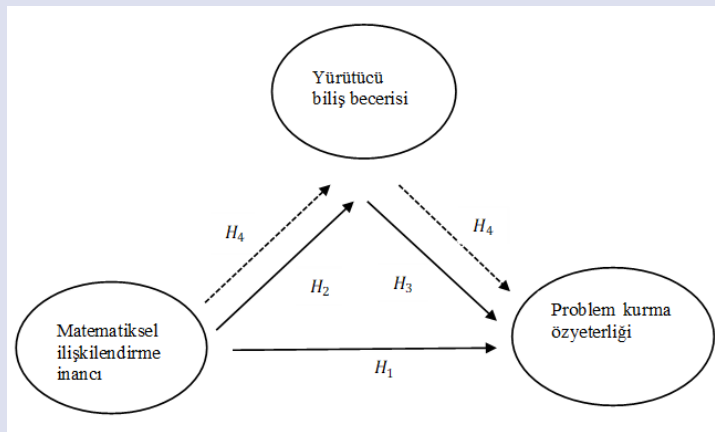 Yürütücü
biliş becerisi
H₄
H₄
H₂
H₃
Matematiksel
ilişkilendirme
inancı
Problem kurma
özyeterliği
H₁